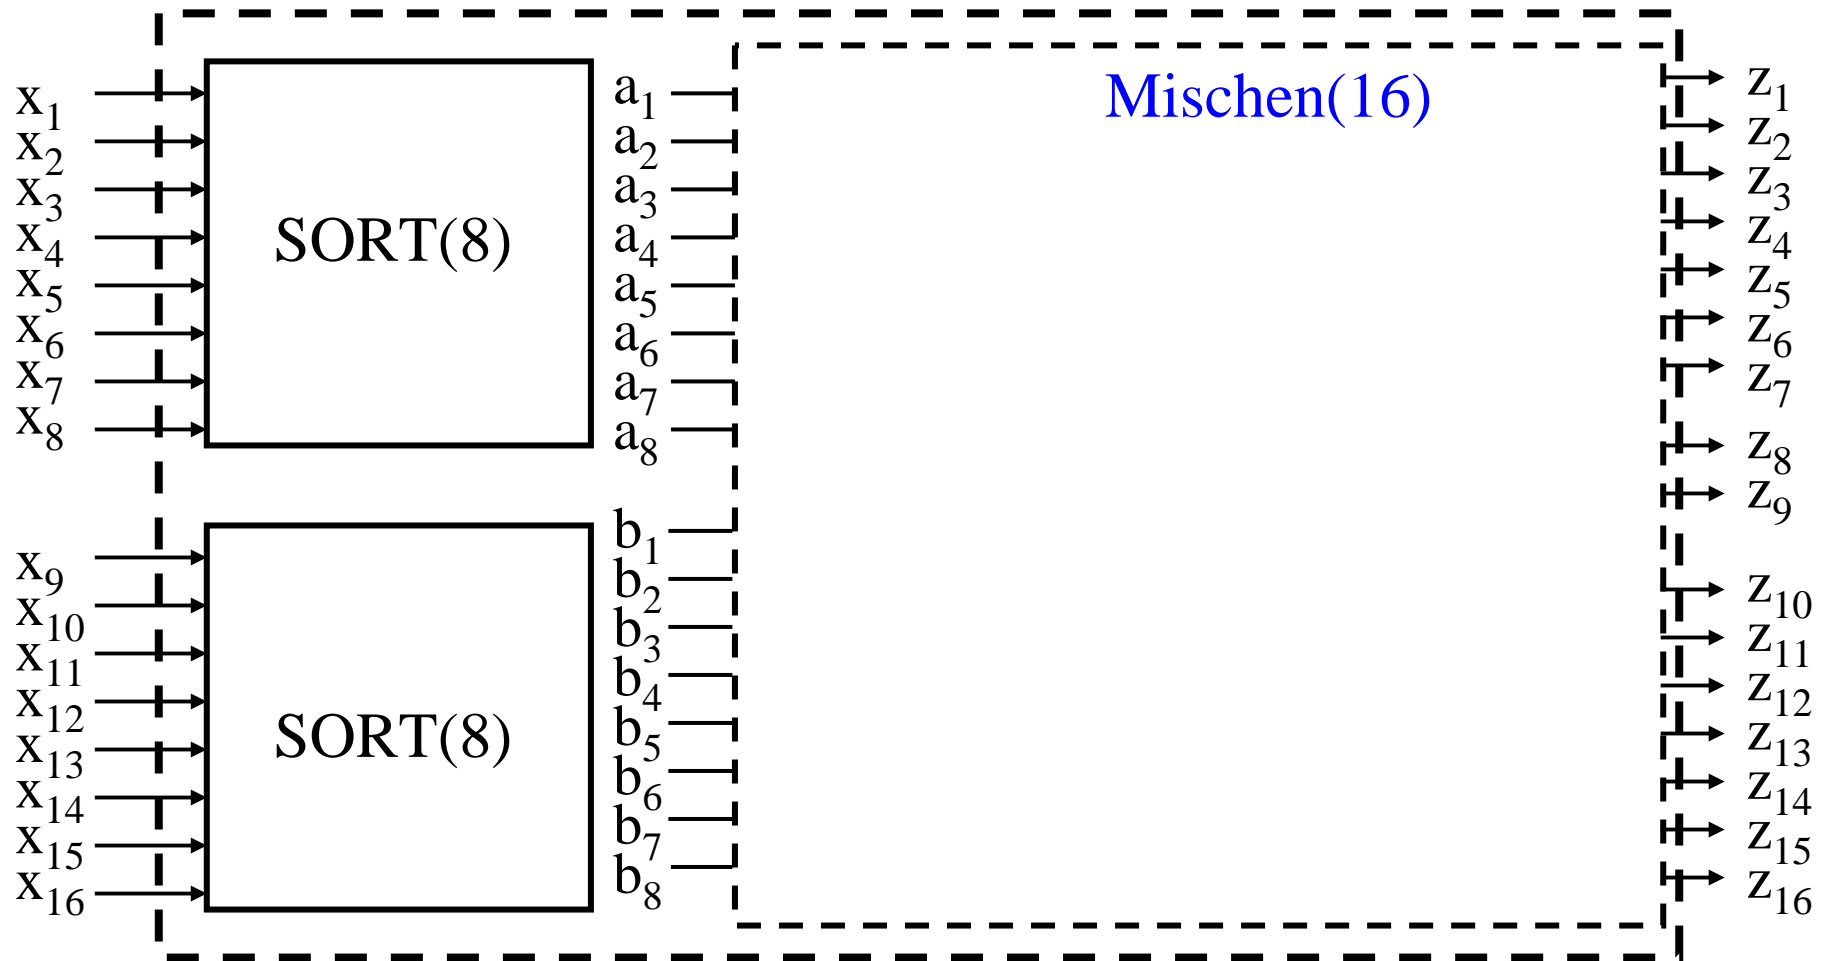 Mischen(16)
x₁
x₂
x₃
x₄
x₅
x₆
x₇
x₈
SORT(8)
a₁
a₂
a₃
a₄
a₅
a₆
a₇
a₈
x₉
x₁₀
x₁₁
x₁₂
x₁₃
x₁₄
x₁₅
x₁₆
SORT(8)
b₁
b₂
b₃
b₄
b₅
b₆
b₇
b₈
z₁
z₂
z₃
z₄
z₅
z₆
z₇
z₈
z₉
z₁₀
z₁₁
z₁₂
z₁₃
z₁₄
z₁₅
z₁₆